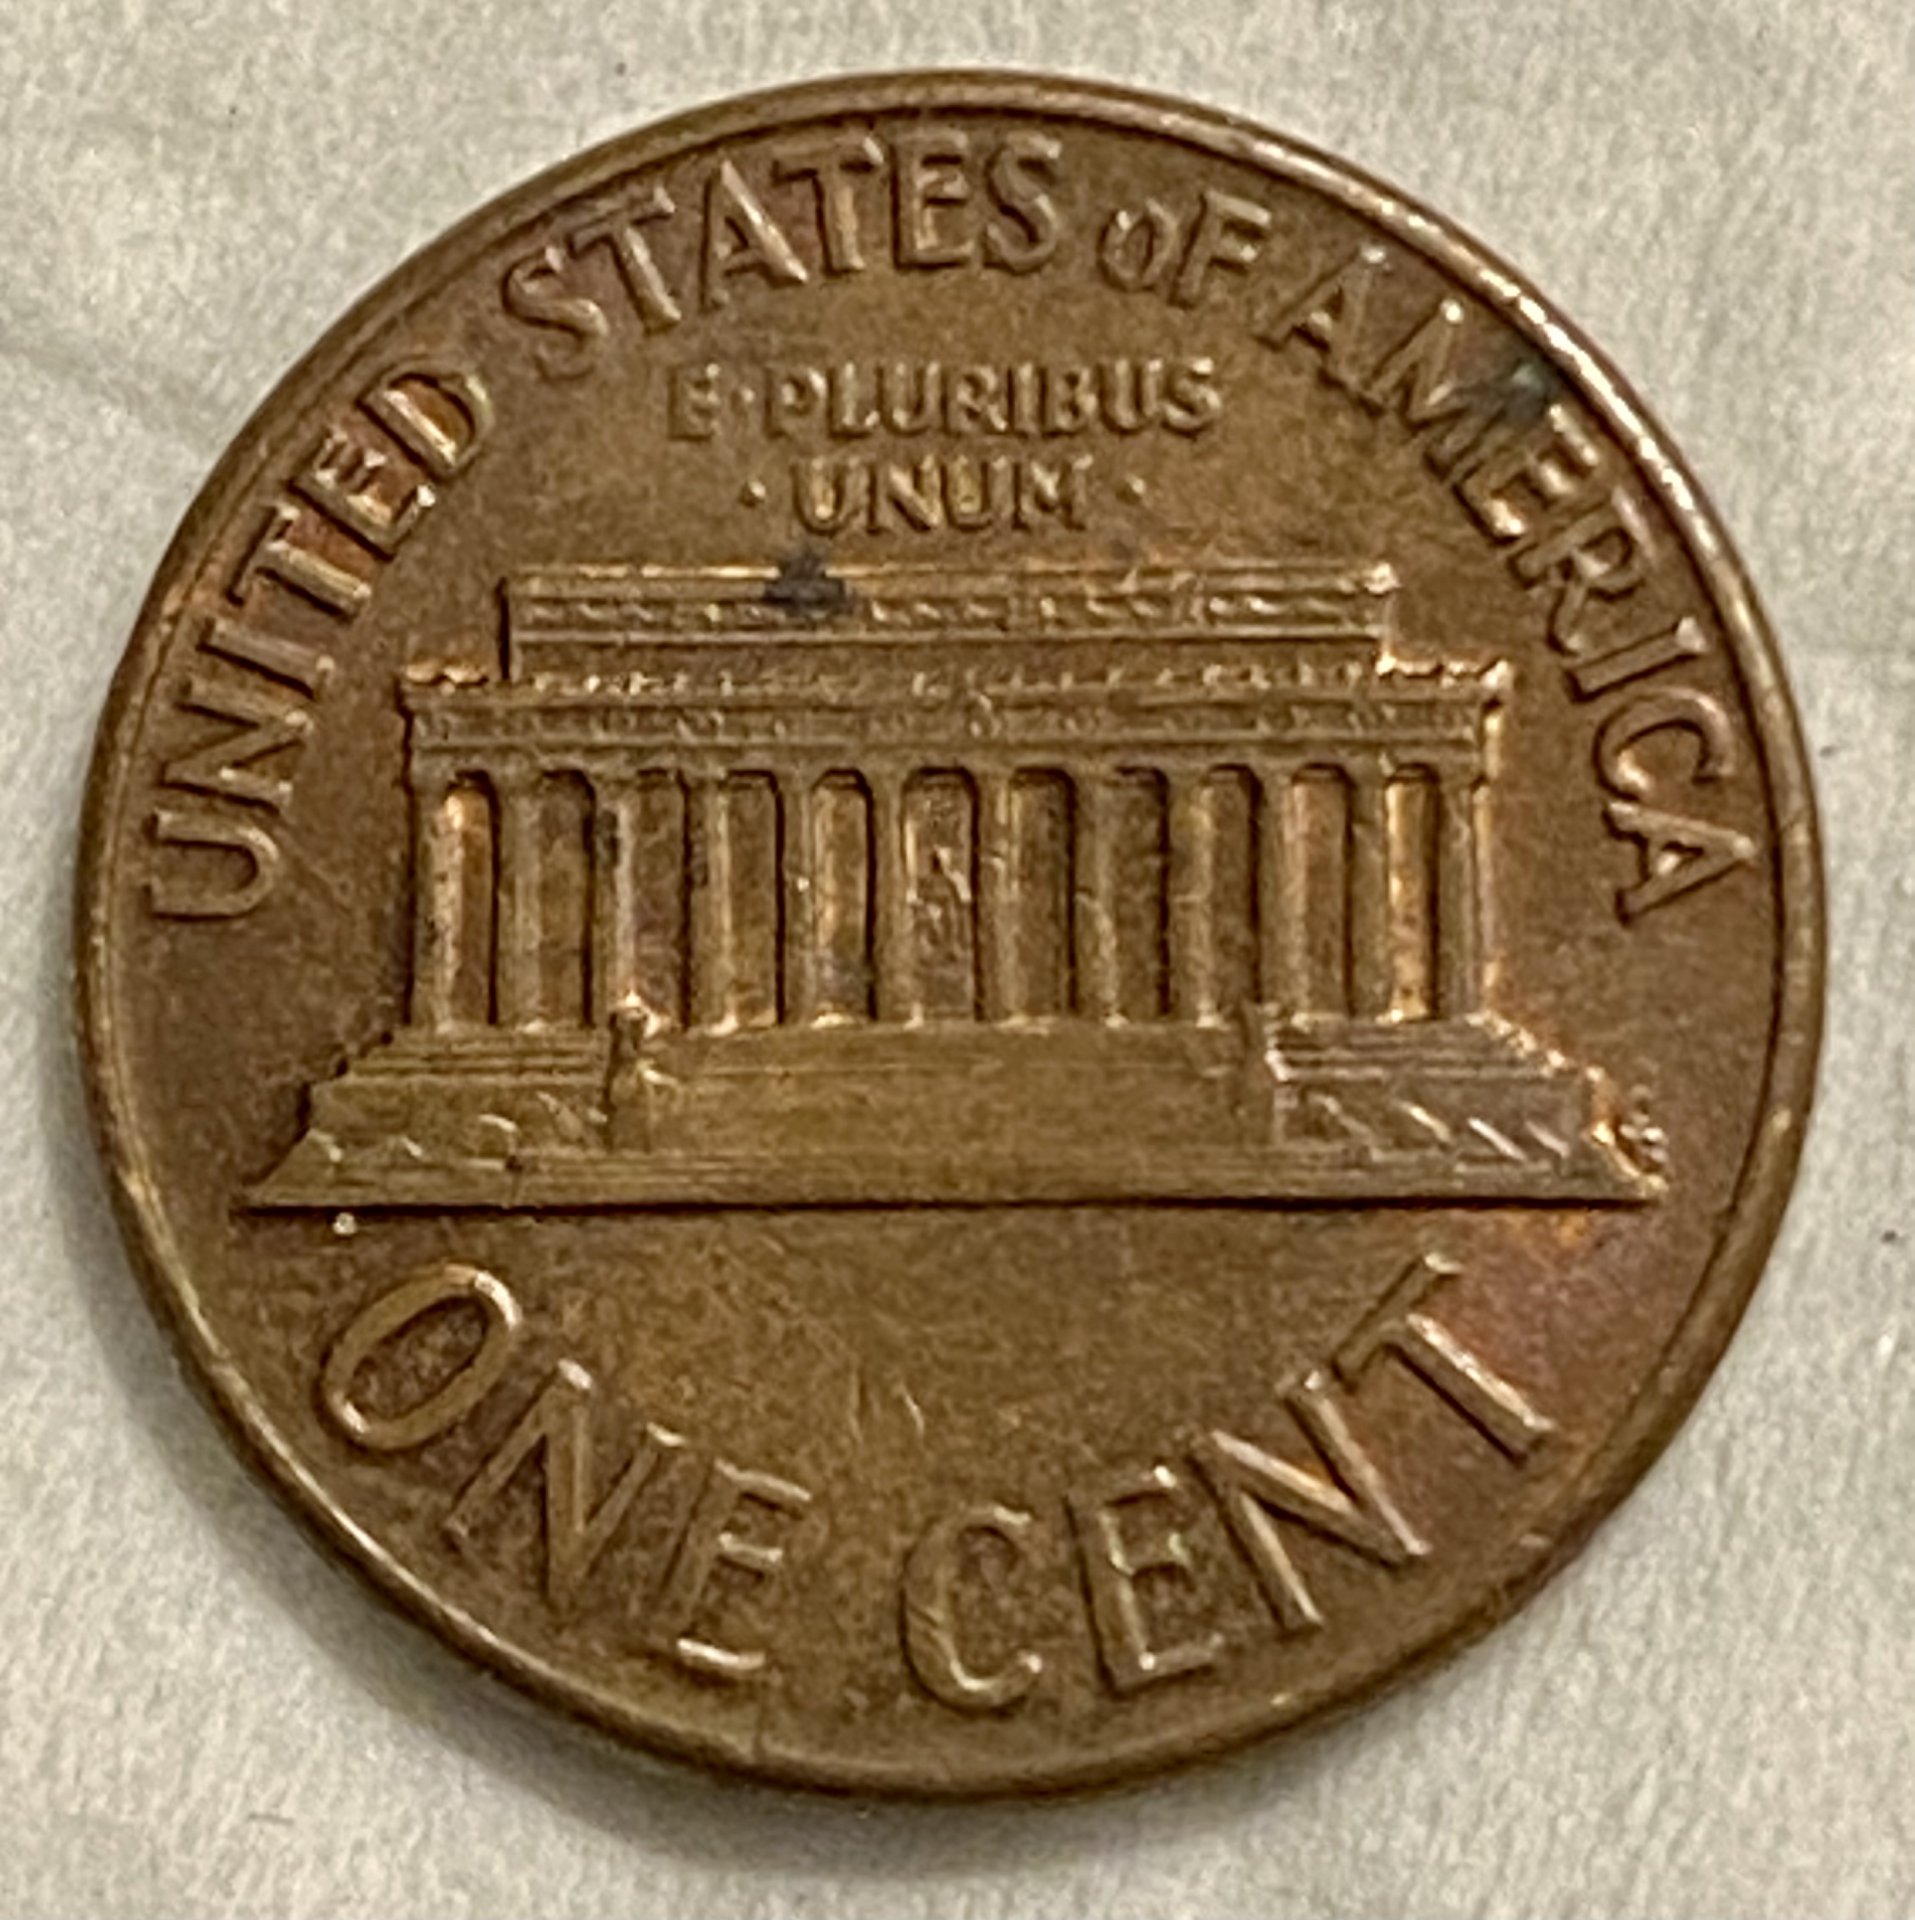 UNITED STATES OF AMERICA
E·PLURIBUS
·UNUM·
ONE CENT